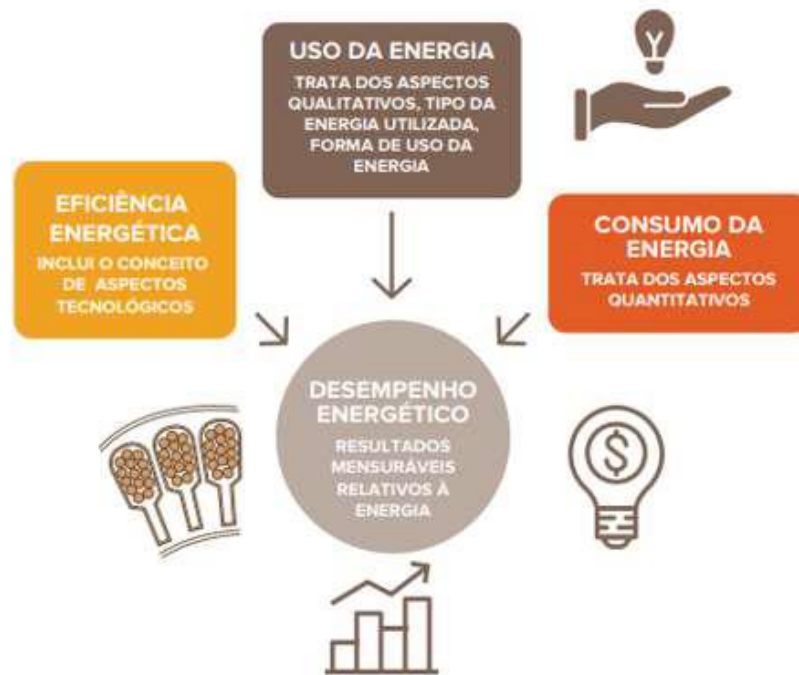 USO DA ENERGIA
TRATA DOS ASPECTOS
QUALITATIVOS, TIPO DA
ENERGIA UTILIZADA,
FORMA DE USO DA
ENERGIA
EFICIÊNCIA
ENERGÉTICA
INCLUI O CONCEITO
DE ASPECTOS
TECNOLÓGICOS
CONSUMO DA
ENERGIA
TRATA DOS ASPECTOS
QUANTITATIVOS
DESEMPENHO
ENERGÉTICO
RESULTADOS
MENSURÁVEIS
RELATIVOS À
ENERGIA
$